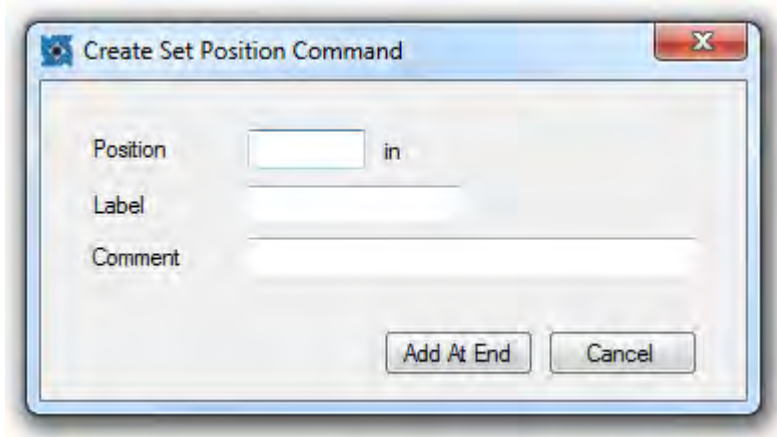 Create Set Position Command
Position in
Label
Comment
Add At End Cancel